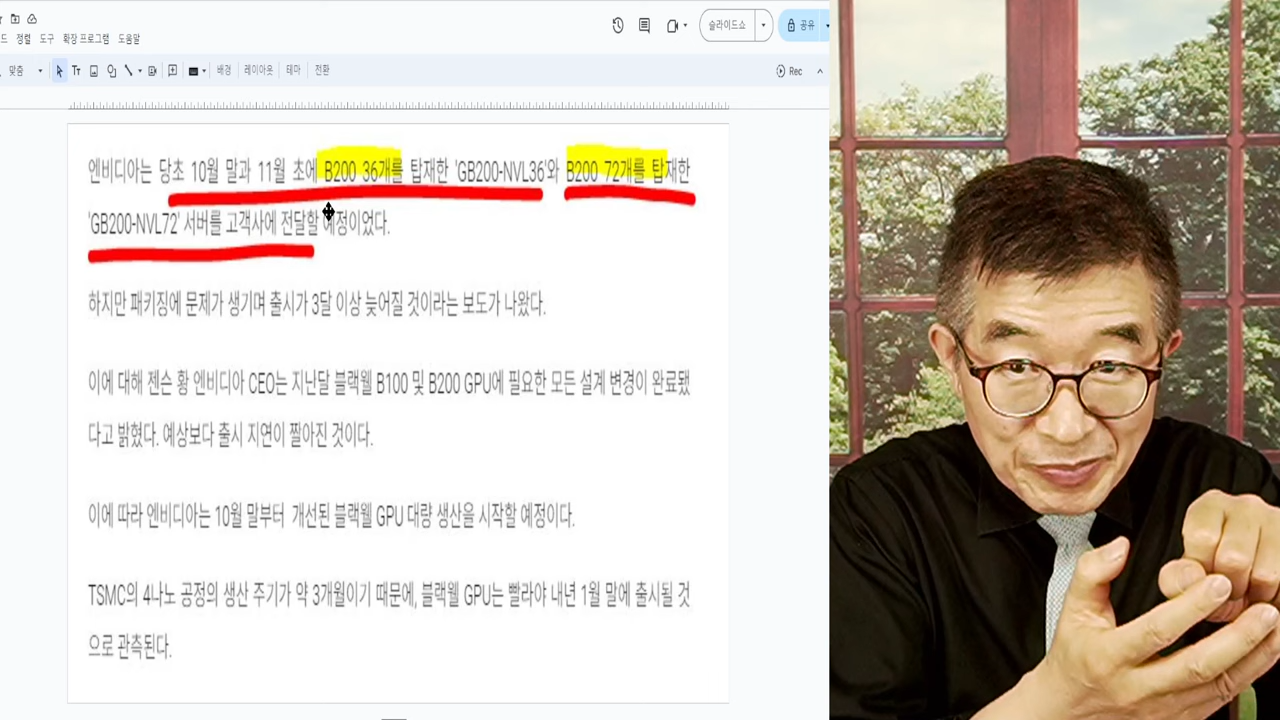 정렬 도구 확장 프로그램 도움말
슬라이드쇼
공유
맞춤
Tт
배경 레이아웃 테마 전환
Rec
엔비디아는 당초 10월 말과 11월 초에 B200 36개를 탑재한 'GB200-NVL36'와 B200 72개를 탑재한
'GB200-NVL72' 서버를 고객사에 전달할 예정이었다.
하지만 패키징에 문제가 생기며 출시가 3달 이상 늦어질 것이라는 보도가 나왔다.
이에 대해 젠슨 황 엔비디아 CEO는 지난달 블랙웰 B100 및 B200 GPU에 필요한 모든 설계 변경이 완료됐
다고 밝혔다. 예상보다 출시 지연이 짧아진 것이다.
이에 따라 엔비디아는 10월 말부터 개선된 블랙웰 GPU 대량 생산을 시작할 예정이다.
TSMC의 4나노 공정의 생산 주기가 약 3개월이기 때문에, 블랙웰 GPU는 빨라야 내년 1월 말에 출시될 것
으로 관측된다.